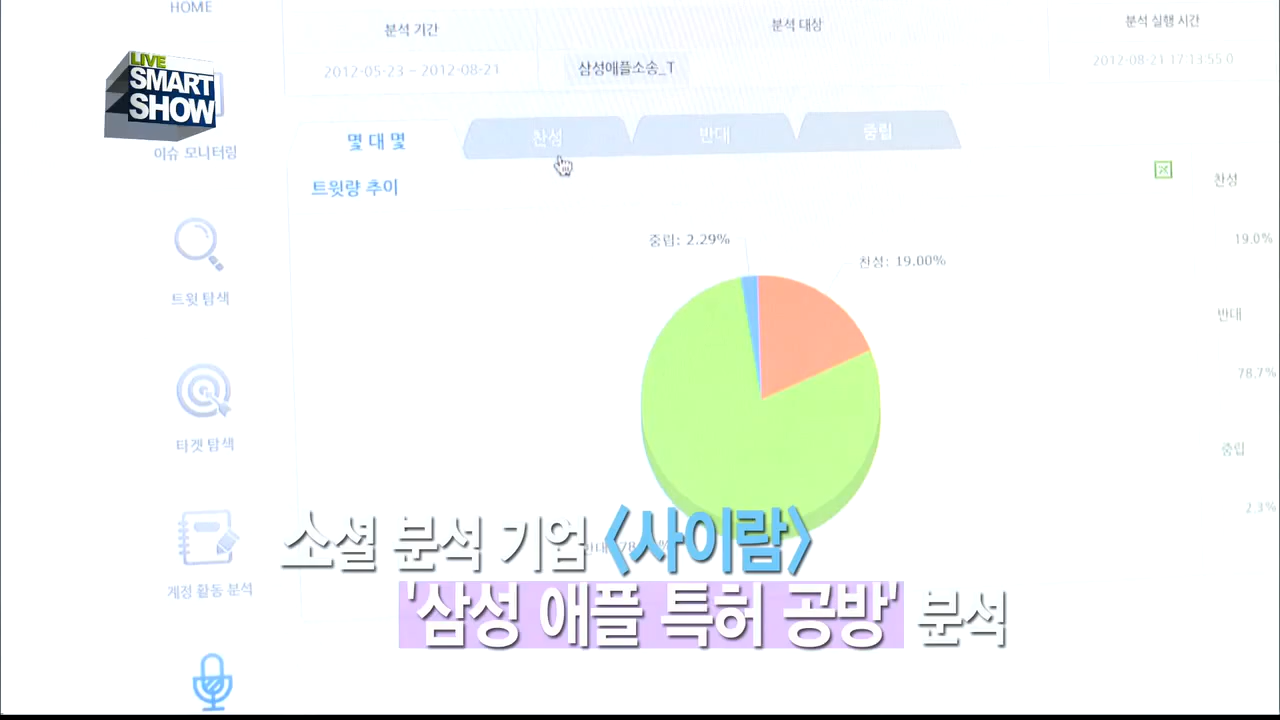 HOME
분석 기간
분석 대상
분석 실행 시간
2012-05-23 ~ 2012-08-21
삼성애플소송_T
2012-08-21 17:13:55.0
LIVE
SMART
SHOW
이슈 모니터링
몇 대 몇
찬성
반대
중립
트윗량 추이
중립: 2.29%
찬성: 19.00%
찬성
19.0%
반대
78.7%
중립
2.3%
트윗 탐색
타겟 탐색
계정 활동 분석
소셜 분석 기업 <사이람>
'삼성 애플 특허 공방' 분석